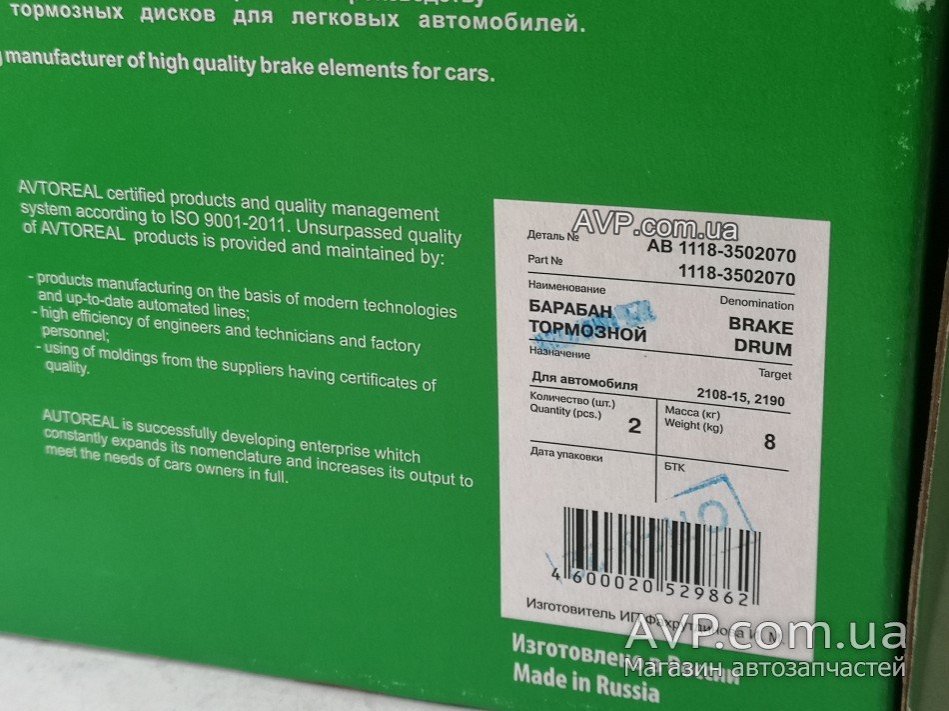 тормозных дисков для легковых автомобилей.
manufacturer of high quality brake elements for cars.
AVTOREAL certified products and quality management
system according to ISO 9001-2011. Unsurpassed quality
of AVTOREAL products is provided and maintained by:
- products manufacturing on the basis of modern technologies
and up-to-date automated lines;
- high efficiency of engineers and technicians and factory
personnel;
- using of moldings from the suppliers having certificates of
quality.
AUTOREAL is successfully developing enterprise whitch
constantly expands its nomenclature and increases its output to
meet the needs of cars owners in full.
AVP.com.ua
Деталь № АВ 1118-3502070
Part № 1118-3502070
Наименование Denomination
БАРАБАН BRAKE
ТОРМОЗНОЙ DRUM
Назначение Target
Для автомобиля 2108-15, 2190
Количество (шт.) Масса (кг)
Quantity (pcs.) 2 Weight (kg) 8
Дата упаковки БТК
4 600020 529862
Изготовитель ИП Фахрутдинова И. М.
Изготовлено в России
Made in Russia
AVP.com.ua
Магазин автозапчастей